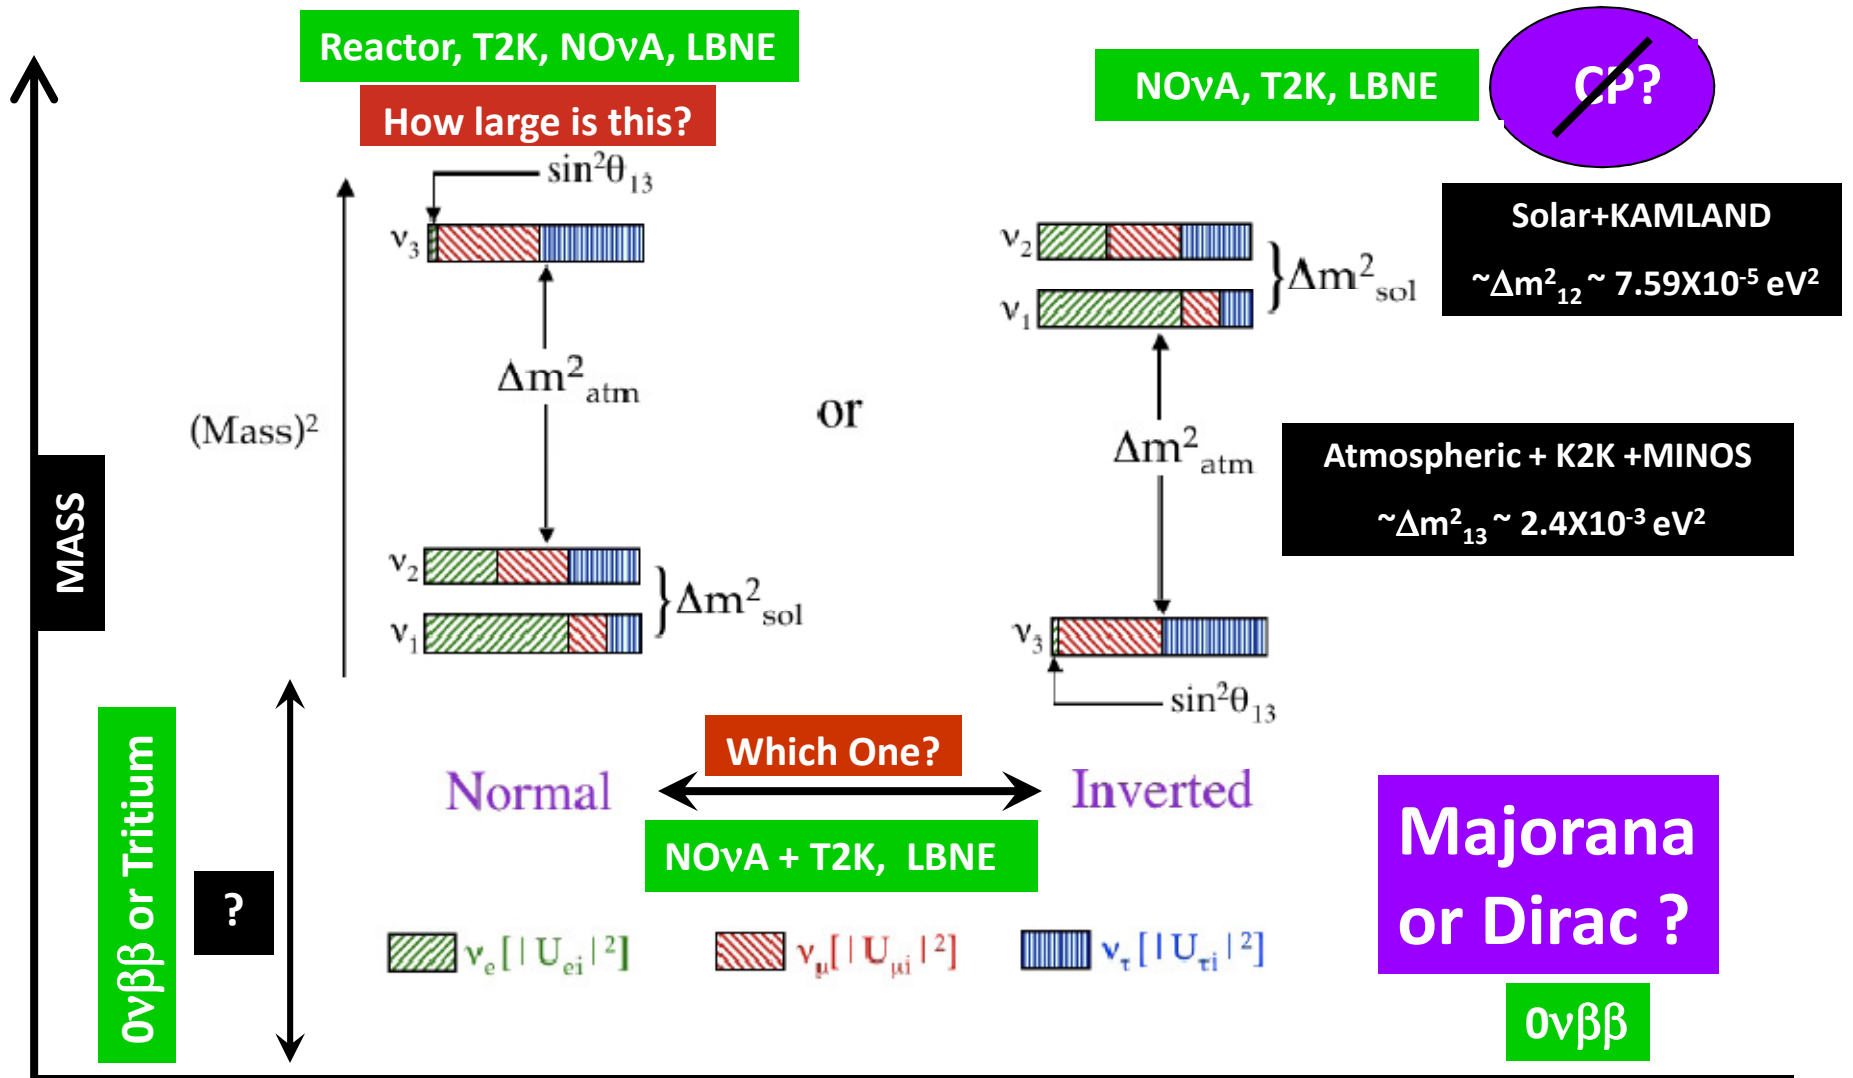 Reactor, T2K, NOνA, LBNE
How large is this?
NOνA, T2K, LBNE
CP?
sin²θ₁₃
ν₃
Δm²atm
(Mass)²
ν₂
ν₁
Δm²sol
or
ν₂
ν₁
Δm²sol
Δm²atm
ν₃
sin²θ₁₃
Solar+KAMLAND
~Δm²₁₂ ~ 7.59X10⁻⁵ eV²
Atmospheric + K2K +MINOS
~Δm²₁₃ ~ 2.4X10⁻³ eV²
MASS
0νββ or Tritium
?
Normal
Which One?
Inverted
NOνA + T2K, LBNE
νe [|Uei|²]
νμ [|Uμi|²]
ντ [|Uτi|²]
Majorana
or Dirac ?
0νββ